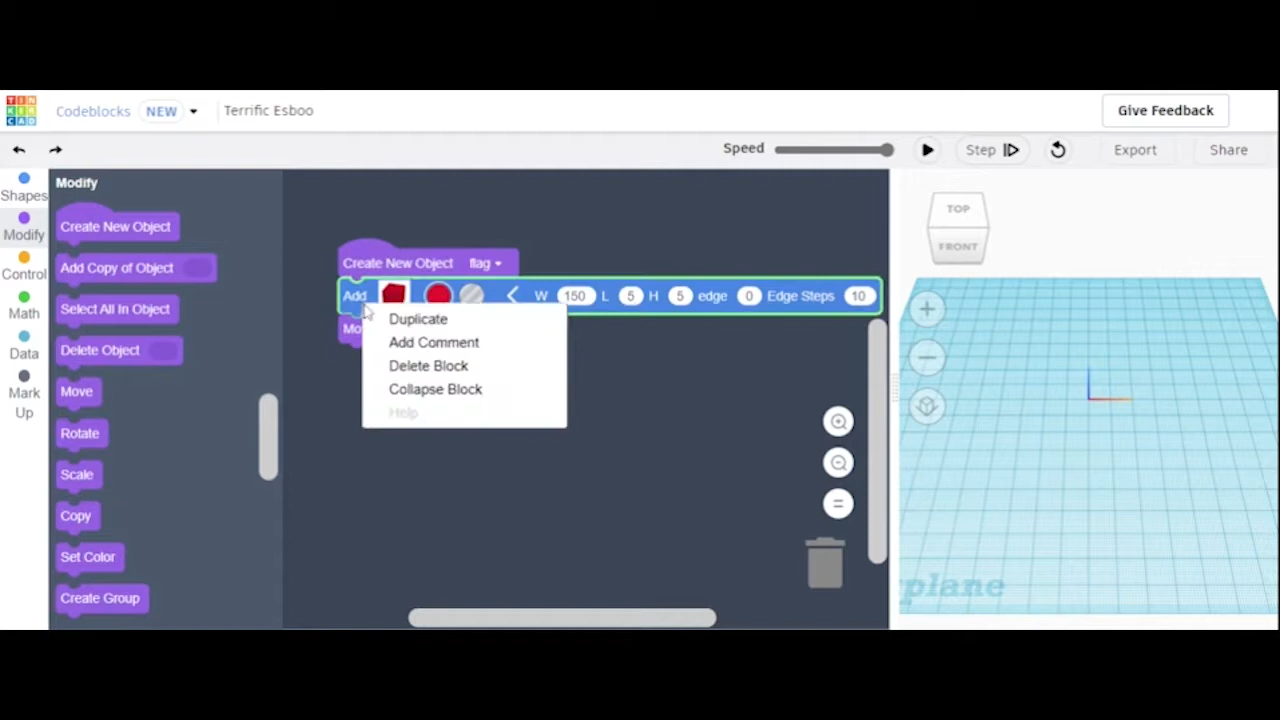 TIN
KER
CAD
Codeblocks NEW
Terrific Esboo
Give Feedback
Speed
Step
Export
Share
Shapes
Modify
Control
Math
Data
Mark
Up
Modify
Create New Object
Add Copy of Object
Select All In Object
Delete Object
Move
Rotate
Scale
Copy
Set Color
Create Group
Create New Object flag
Add W 150 L 5 H 5 edge 0 Edge Steps 10
Duplicate
Add Comment
Delete Block
Collapse Block
Help
TOP
FRONT